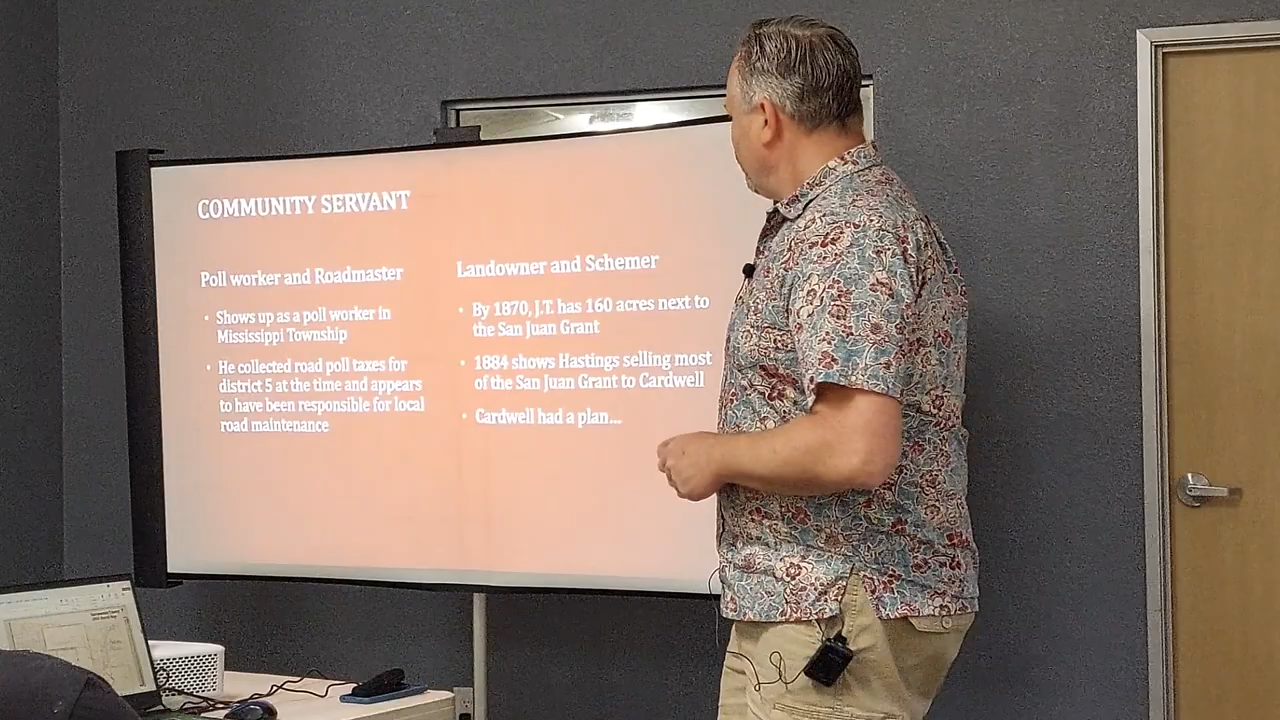 COMMUNITY SERVANT
Poll worker and Roadmaster
• Shows up as a poll worker in
Mississippi Township
• He collected road poll taxes for
district 5 at the time and appears
to have been responsible for local
road maintenance
Landowner and Schemer
• By 1870, J.T. has 160 acres next to
the San Juan Grant
• 1884 shows Hastings selling most
of the San Juan Grant to Cardwell
• Cardwell had a plan...